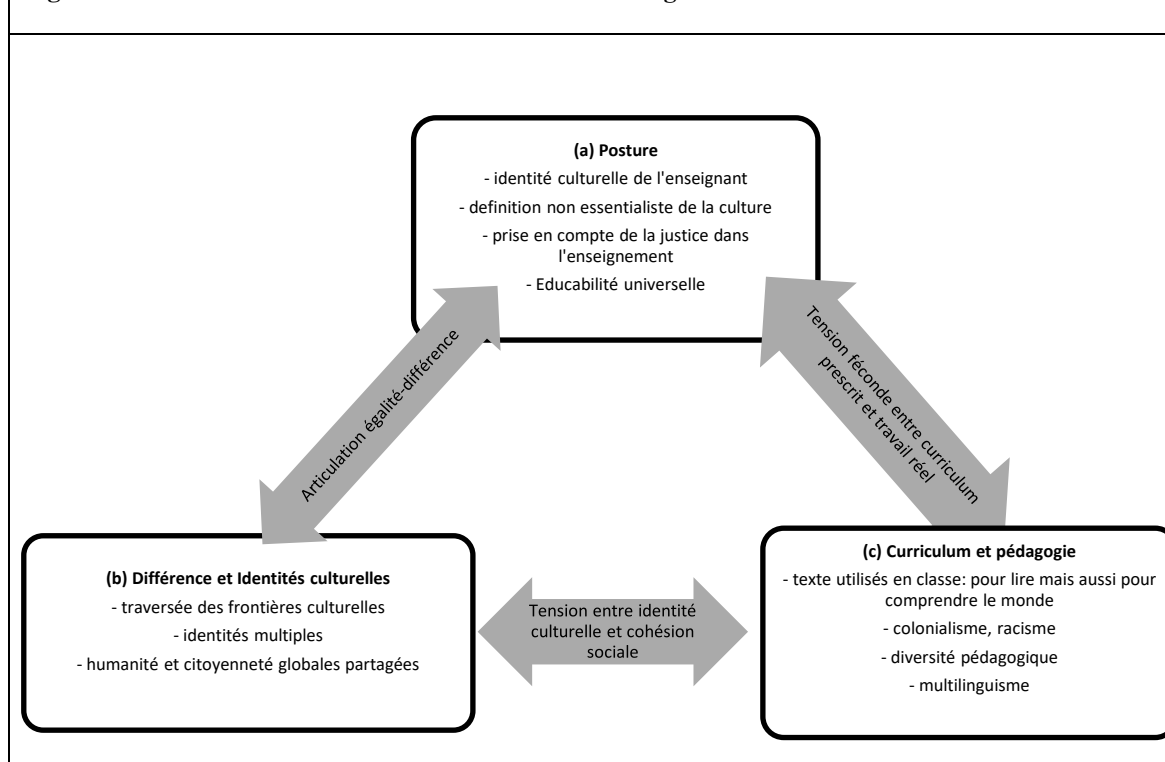 (a) Posture
- identité culturelle de l'enseignant
- definition non essentialiste de la culture
- prise en compte de la justice dans
l'enseignement
- Educabilité universelle
Articulation égalité-différence
Tension féconde entre curriculum
prescrit et travail réel
(b) Différence et Identités culturelles
- traversée des frontières culturelles
- identités multiples
- humanité et citoyenneté globales partagées
Tension entre identité
culturelle et cohésion
sociale
(c) Curriculum et pédagogie
- texte utilisés en classe: pour lire mais aussi pour
comprendre le monde
- colonialisme, racisme
- diversité pédagogique
- multilinguisme